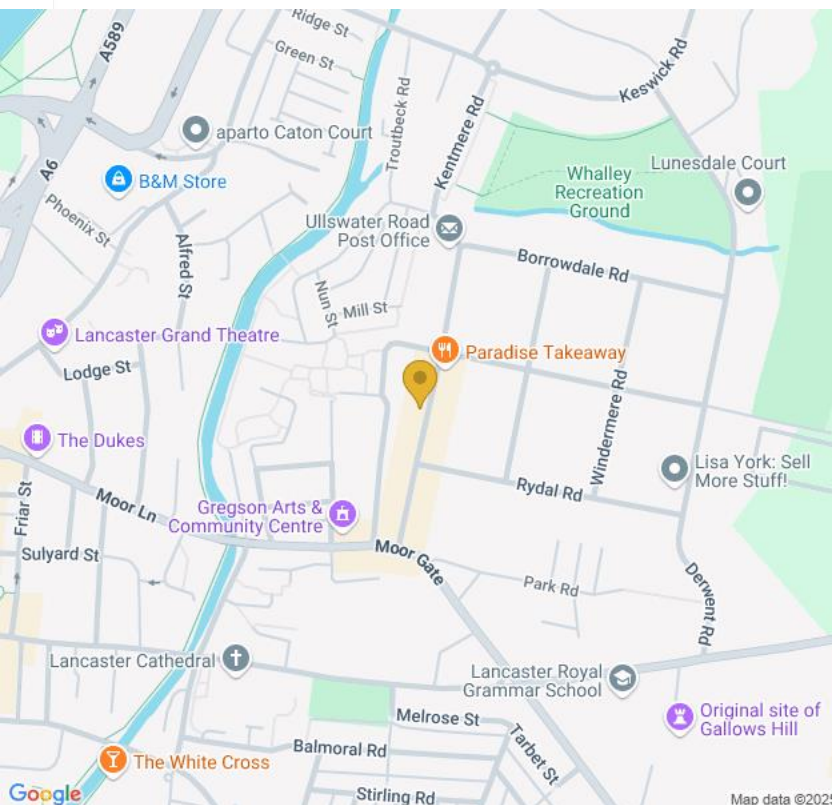 A589
Ridge St
Green St
Keswick Rd
aparto Caton Court
Troutbeck Rd
Kentmere Rd
A6
B&M Store
Whalley
Recreation
Ground
Lunesdale Court
Phoenix St
Ullswater Road
Post Office
Alfred St
Borrowdale Rd
Nun St
Mill St
Lancaster Grand Theatre
Paradise Takeaway
Lodge St
Windermere Rd
The Dukes
Lisa York: Sell
More Stuff!
Friar St
Moor Ln
Rydal Rd
Gregson Arts &
Community Centre
Sulyard St
Moor Gate
Park Rd
Derwent Rd
Lancaster Cathedral
Lancaster Royal
Grammar School
Original site of
Gallows Hill
Melrose St
Tarbet St
Balmoral Rd
The White Cross
Stirling Rd
Google
Map data ©2025